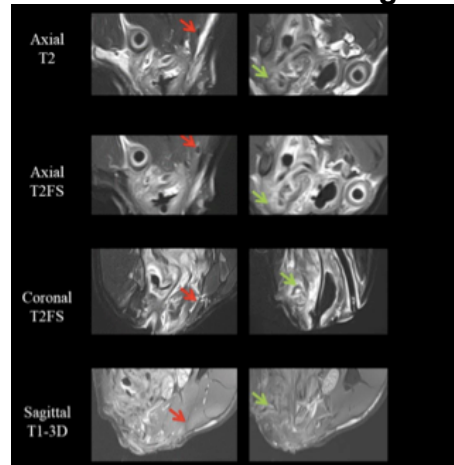 Axial
T2
Axial
T2FS
Coronal
T2FS
Sagittal
T1-3D